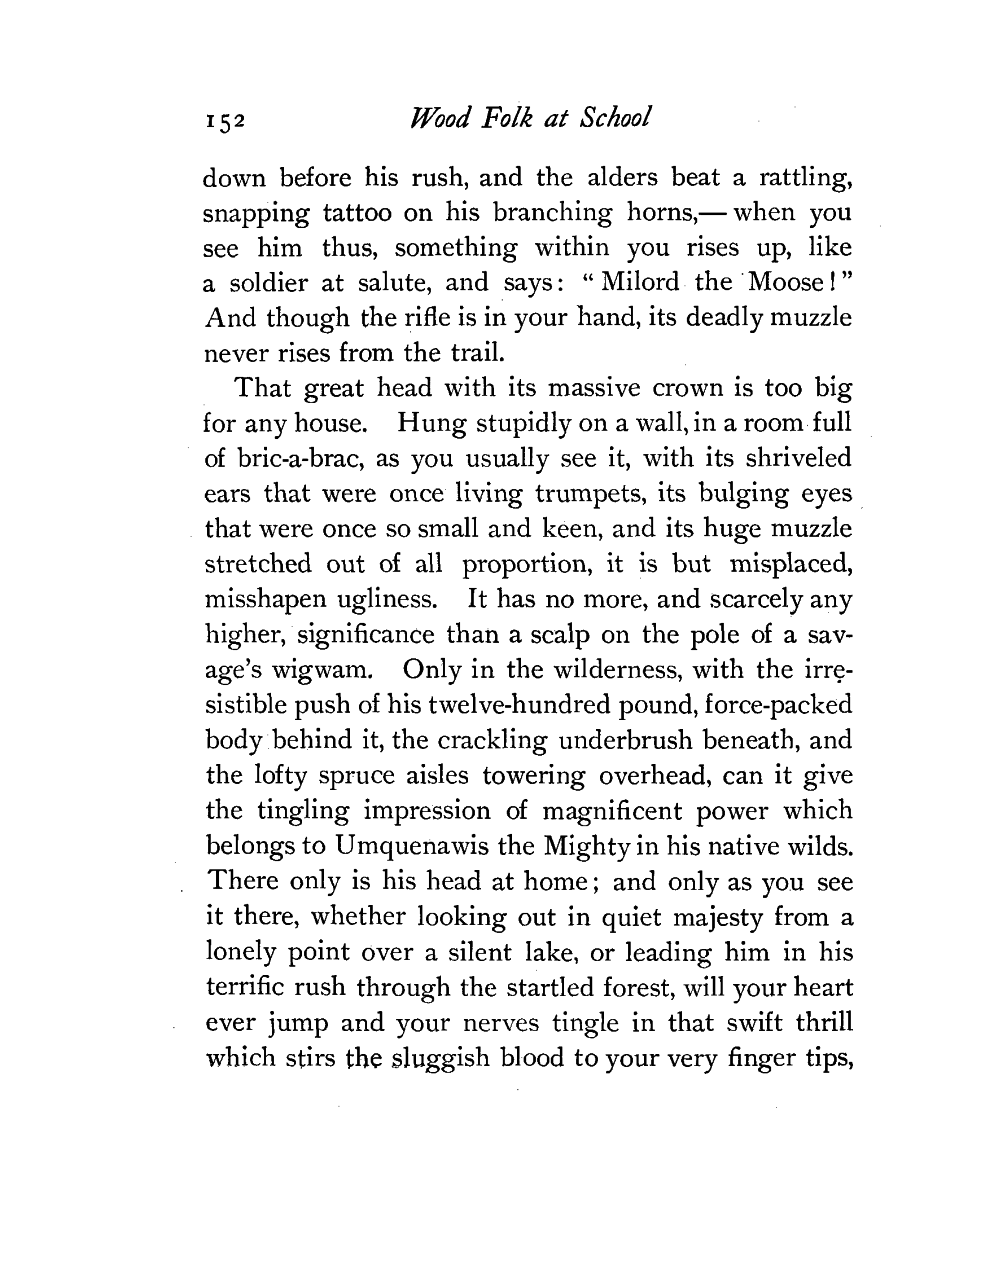 152 Wood Folk at School
down before his rush, and the alders beat a rattling,
snapping tattoo on his branching horns,— when you
see him thus, something within you rises up, like
a soldier at salute, and says: “Milord the Moose!”
And though the rifle is in your hand, its deadly muzzle
never rises from the trail.
That great head with its massive crown is too big
for any house. Hung stupidly on a wall, in a room full
of bric-a-brac, as you usually see it, with its shriveled
ears that were once living trumpets, its bulging eyes
that were once so small and keen, and its huge muzzle
stretched out of all proportion, it is but misplaced,
misshapen ugliness. It has no more, and scarcely any
higher, significance than a scalp on the pole of a sav-
age’s wigwam. Only in the wilderness, with the irre-
sistible push of his twelve-hundred pound, force-packed
body behind it, the crackling underbrush beneath, and
the lofty spruce aisles towering overhead, can it give
the tingling impression of magnificent power which
belongs to Umquenawis the Mighty in his native wilds.
There only is his head at home; and only as you see
it there, whether looking out in quiet majesty from a
lonely point over a silent lake, or leading him in his
terrific rush through the startled forest, will your heart
ever jump and your nerves tingle in that swift thrill
which stirs the sluggish blood to your very finger tips,